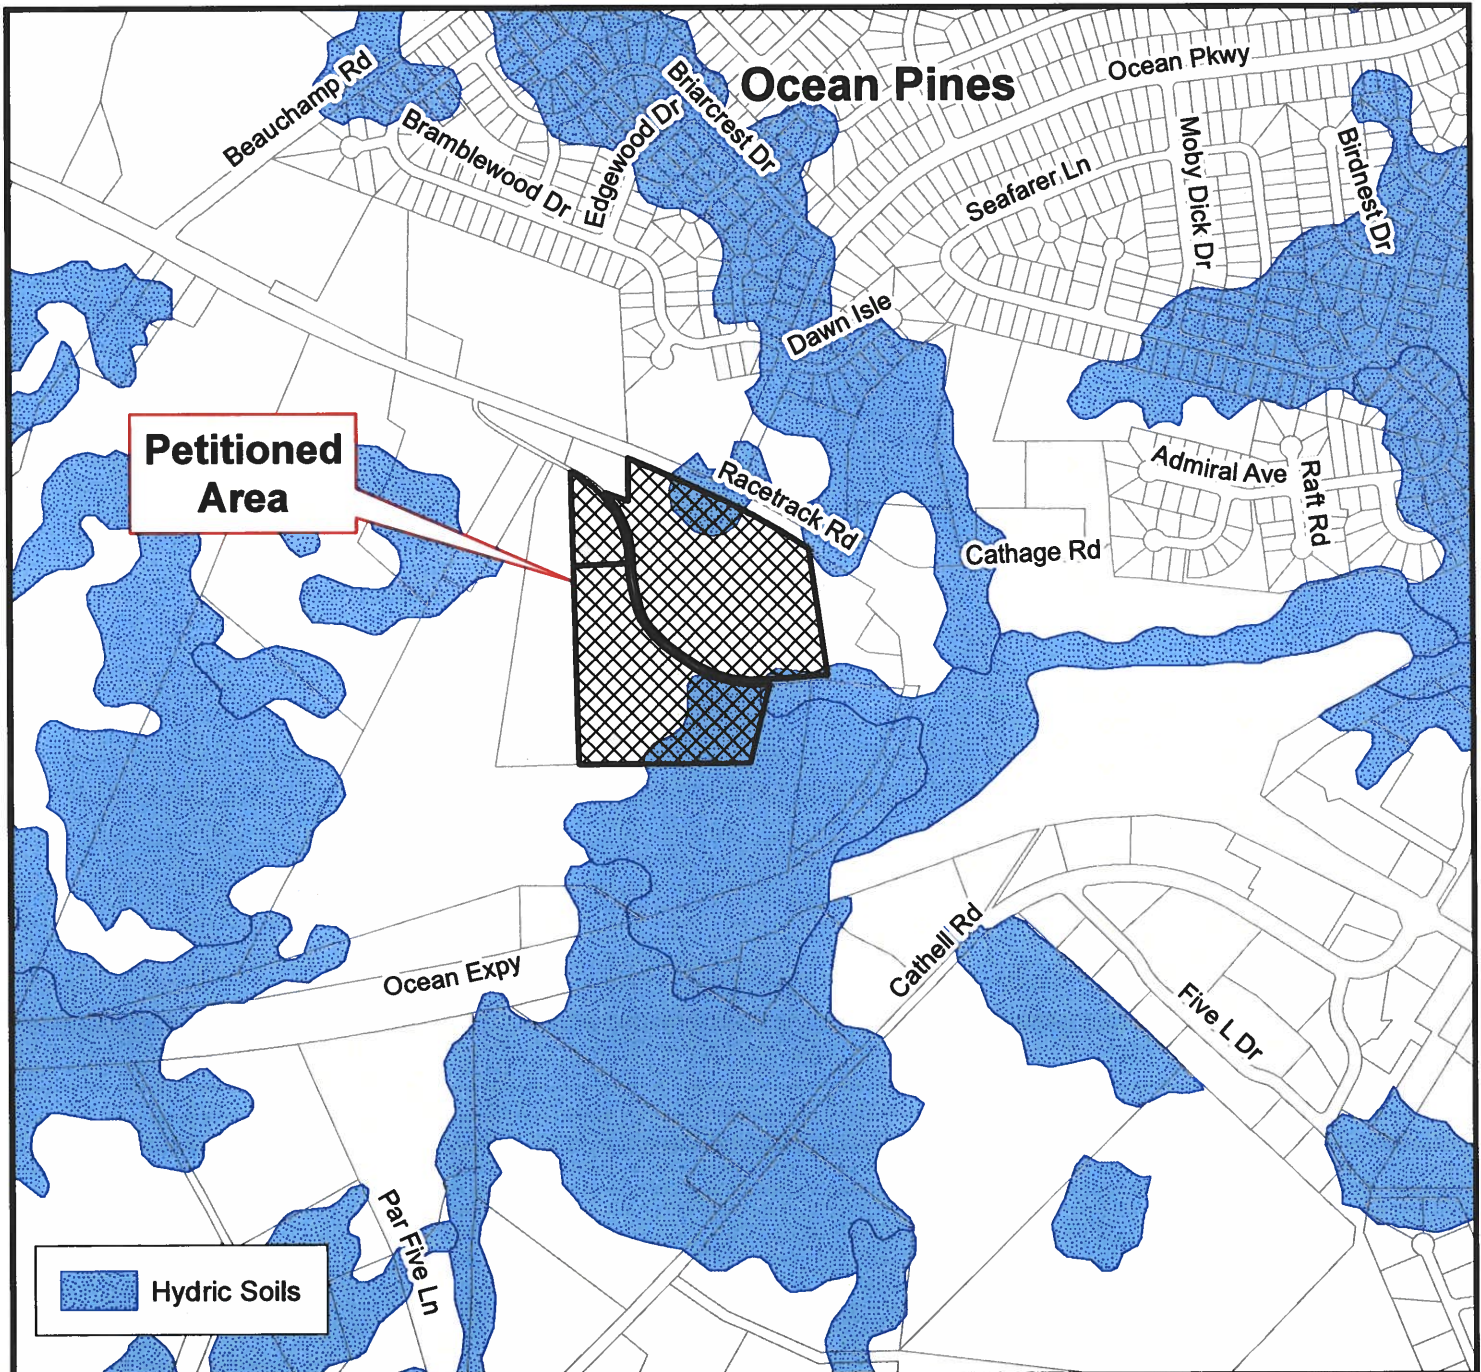 Ocean Pines
Ocean Pkwy
Beauchamp Rd
Briarcrest Dr
Bramblewood Dr
Edgewood Dr
Moby Dick Dr
Birdnest Dr
Seafarer Ln
Dawn Isle
Petitioned
Area
Racetrack Rd
Admiral Ave
Raft Rd
Cathage Rd
Cathell Rd
Ocean Expy
Five L Dr
Par Five Ln
Hydric Soils